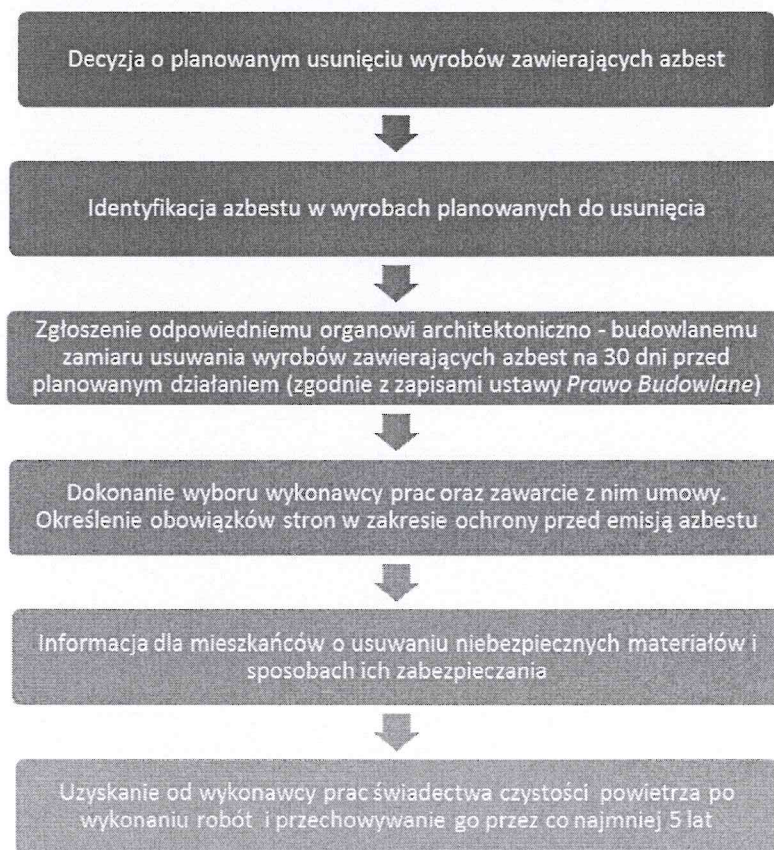 Decyzja o planowanym usunięciu wyrobów zawierających azbest
Identyfikacja azbestu w wyrobach planowanych do usunięcia
Zgłoszenie odpowiedniemu organowi architektoniczno - budowlanemu
zamiaru usuwania wyrobów zawierających azbest na 30 dni przed
planowanym działaniem (zgodnie z zapisami ustawy Prawo Budowlane)
Dokonanie wyboru wykonawcy prac oraz zawarcie z nim umowy.
Określenie obowiązków stron w zakresie ochrony przed emisją azbestu
Informacja dla mieszkańców o usuwaniu niebezpiecznych materiałów i
sposobach ich zabezpieczania
Uzyskanie od wykonawcy prac świadectwa czystości powietrza po
wykonaniu robót i przechowywanie go przez co najmniej 5 lat